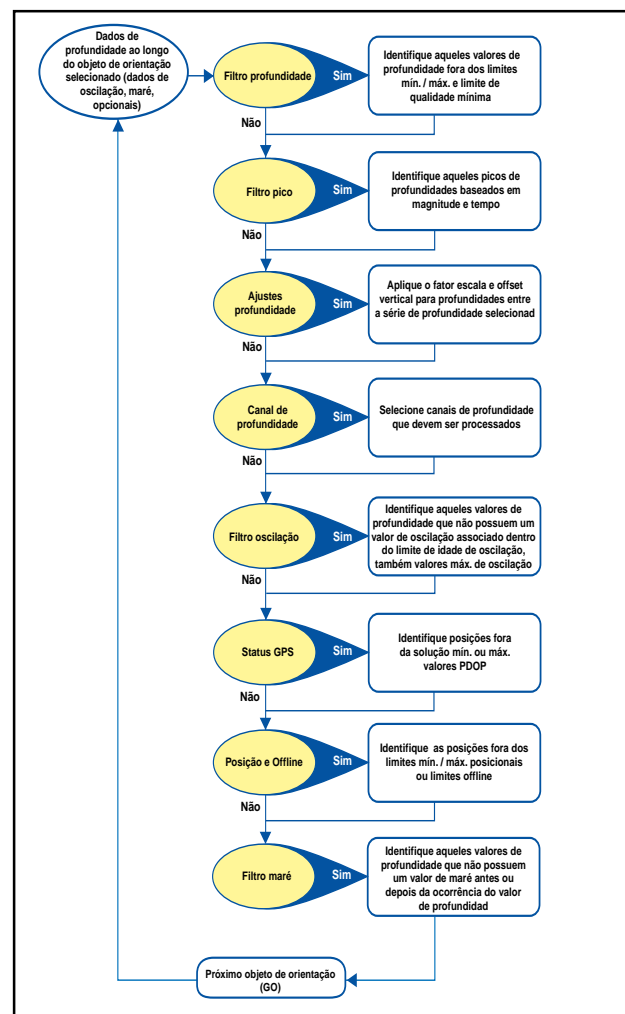 Dados de
profundidade ao longo
do objeto de orientação
selecionado (dados de
oscilação, maré,
opcionais)
Filtro profundidade
Sim
Identifique aqueles valores de
profundidade fora dos limites
mín. / máx. e limite de
qualidade mínima
Não
Filtro pico
Sim
Identifique aqueles picos de
profundidades baseados em
magnitude e tempo
Não
Ajustes
profundidade
Sim
Aplique o fator escala e offset
vertical para profundidades entre
a série de profundidade selecionad
Não
Canal de
profundidade
Sim
Selecione canais de profundidade
que devem ser processados
Não
Filtro oscilação
Sim
Identifique aqueles valores de
profundidade que não possuem um
valor de oscilação associado dentro
do limite de idade de oscilação,
também valores máx. de oscilação
Não
Status GPS
Sim
Identifique posições fora
da solução mín. ou máx.
valores PDOP
Não
Posição e Offline
Sim
Identifique as posições fora dos
limites mín. / máx. posicionais
ou limites offline
Não
Filtro maré
Sim
Identifique aqueles valores de
profundidade que não possuem
um valor de maré antes ou
depois da ocorrência do valor
de profundidad
Próximo objeto de orientação
(GO)